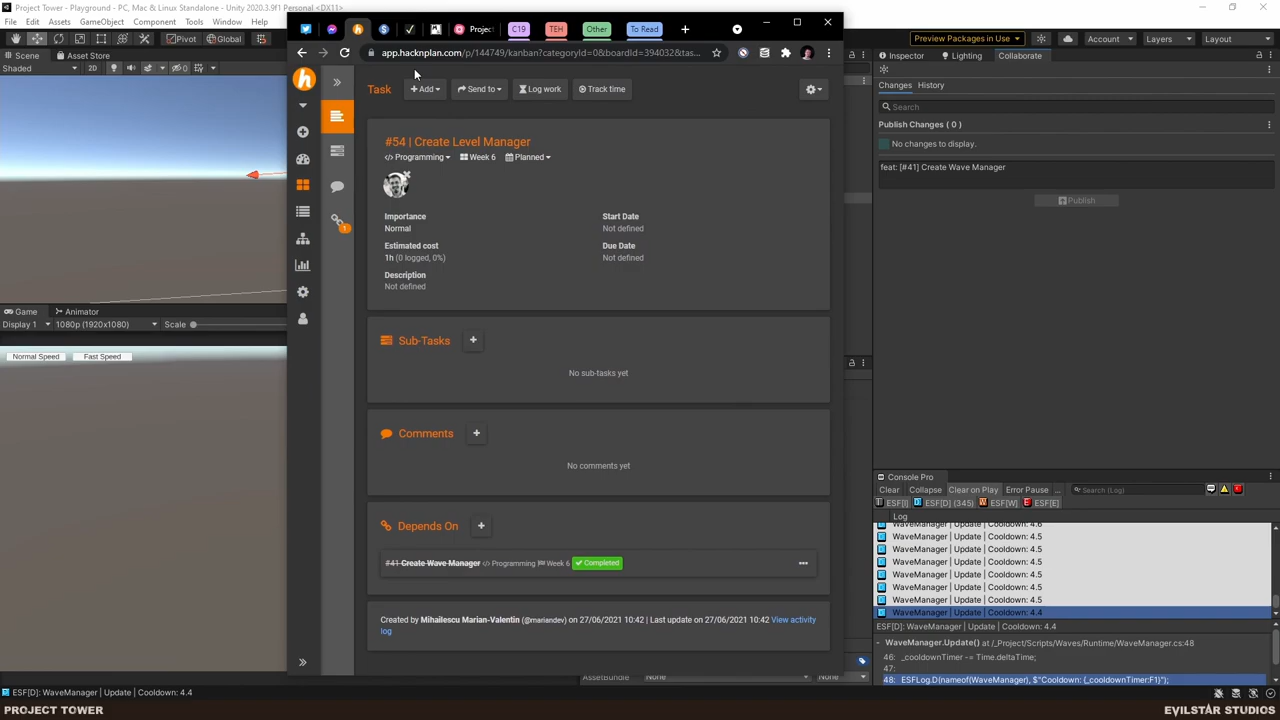 Project Tower - Playground - PC, Mac & Linux Standalone - Unity 2020.3.9
<DX11>
File Edit Assets GameObject Component Tools Window
Pivot Global
Preview Packages in Use Account Layers Layout
Scene Asset Store
Shaded 2D 0
C19 TEH Other To Read
app.hacknplan.com/p/144749/kanban?categoryId=0&boardId=394032&tas...
Task + Add Send to Log work Track time
#54 | Create Level Manager
</> Programming Week 6 Planned
Importance
Normal
Start Date
Not defined
Estimated cost
1h (0 logged, 0%)
Due Date
Not defined
Description
Not defined
Sub-Tasks +
No sub-tasks yet
Comments +
No comments yet
Depends On +
#41 Create Wave Manager </> Programming Week 6 Completed
Created by Mihailescu Marian-Valentin (@mariandev) on 27/06/2021 10:42 | Last update on 27/06/2021 10:42 View activity
log
1
Game Animator
Display 1 1080p (1920x1080) Scale
Normal Speed Fast Speed
Inspector Lighting Collaborate
Changes History
Search
Publish Changes ( 0 )
No changes to display.
feat: [#41] Create Wave Manager
Publish
Console Pro
Clear Collapse Clear on Play Error Pause ... Search (Log)
ESF[I] ESF[D] (345) ESF[W] ESF[E]
Log
WaveManager | Update | Cooldown: 4.6
WaveManager | Update | Cooldown: 4.5
WaveManager | Update | Cooldown: 4.5
WaveManager | Update | Cooldown: 4.5
WaveManager | Update | Cooldown: 4.5
WaveManager | Update | Cooldown: 4.5
WaveManager | Update | Cooldown: 4.5
WaveManager | Update | Cooldown: 4.4
ESF[D]: WaveManager | Update | Cooldown: 4.4
WaveManager.Update() at /_Project/Scripts/Waves/Runtime/WaveManager.cs:48
46: _cooldownTimer -= Time.deltaTime;
47:
48: ESFLog.D(nameof(WaveManager), $"Cooldown: {_cooldownTimer:F1}");
AssetBundle None None
ESF[D]: WaveManager | Update | Cooldown: 4.4
PROJECT TOWER
EVILSTAR STUDIOS